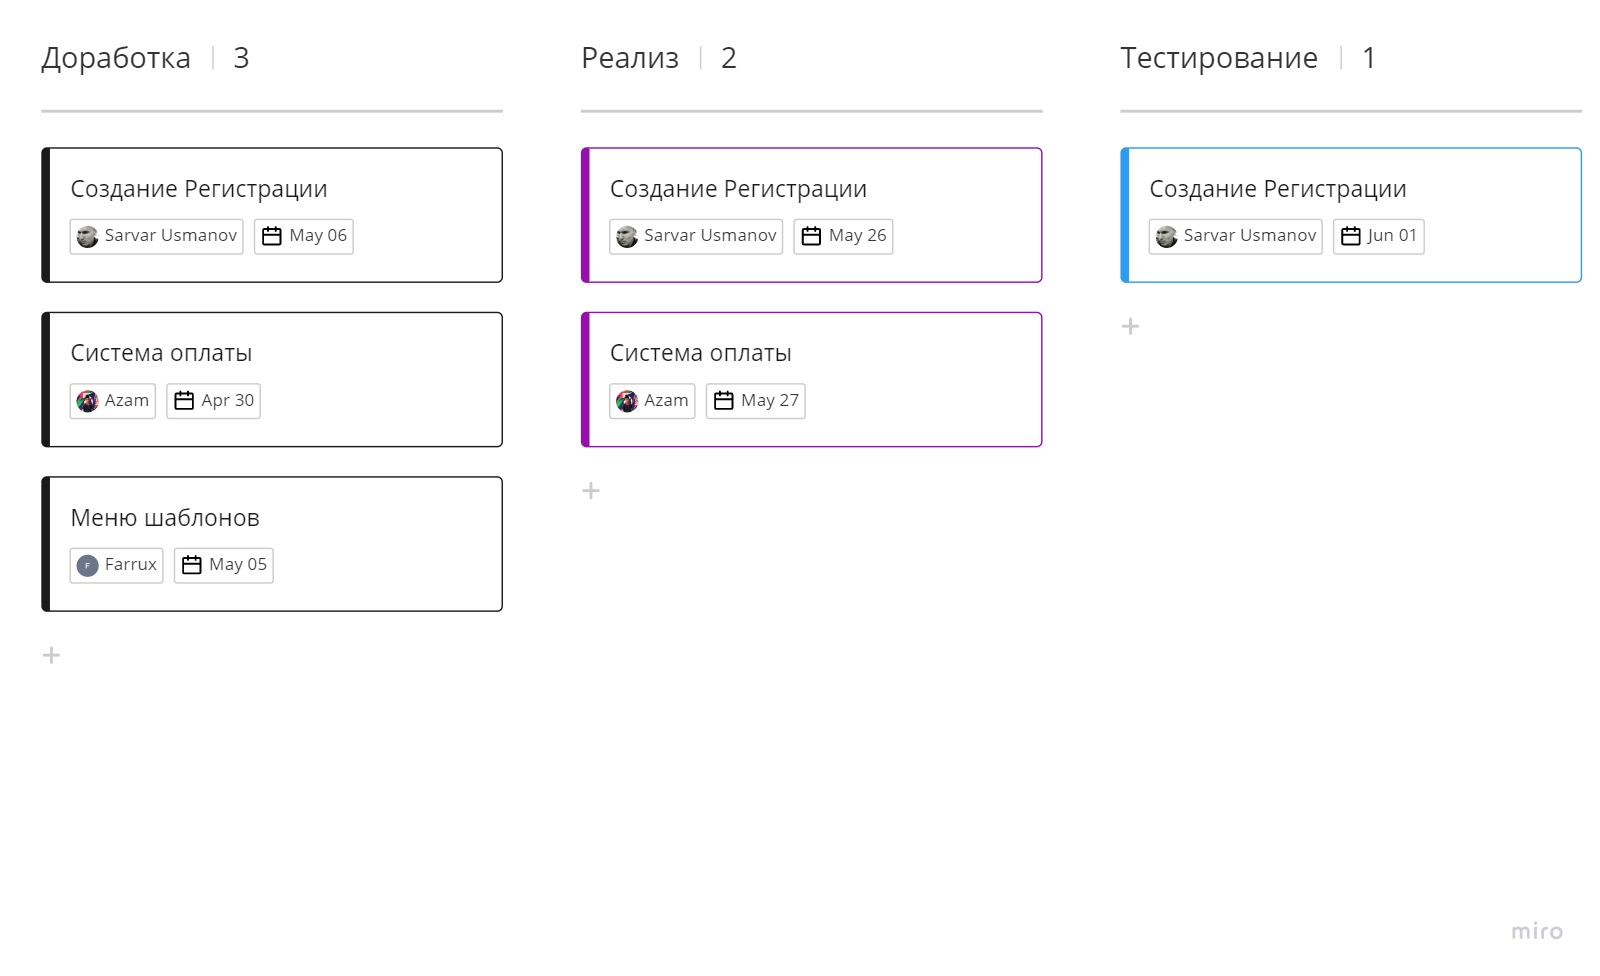 Доработка | 3
Создание Регистрации
Sarvar Usmanov May 06
Система оплаты
Azam Apr 30
Меню шаблонов
F Farrux May 05
+
Реализ | 2
Создание Регистрации
Sarvar Usmanov May 26
Система оплаты
Azam May 27
+
Тестирование | 1
Создание Регистрации
Sarvar Usmanov Jun 01
+
miro